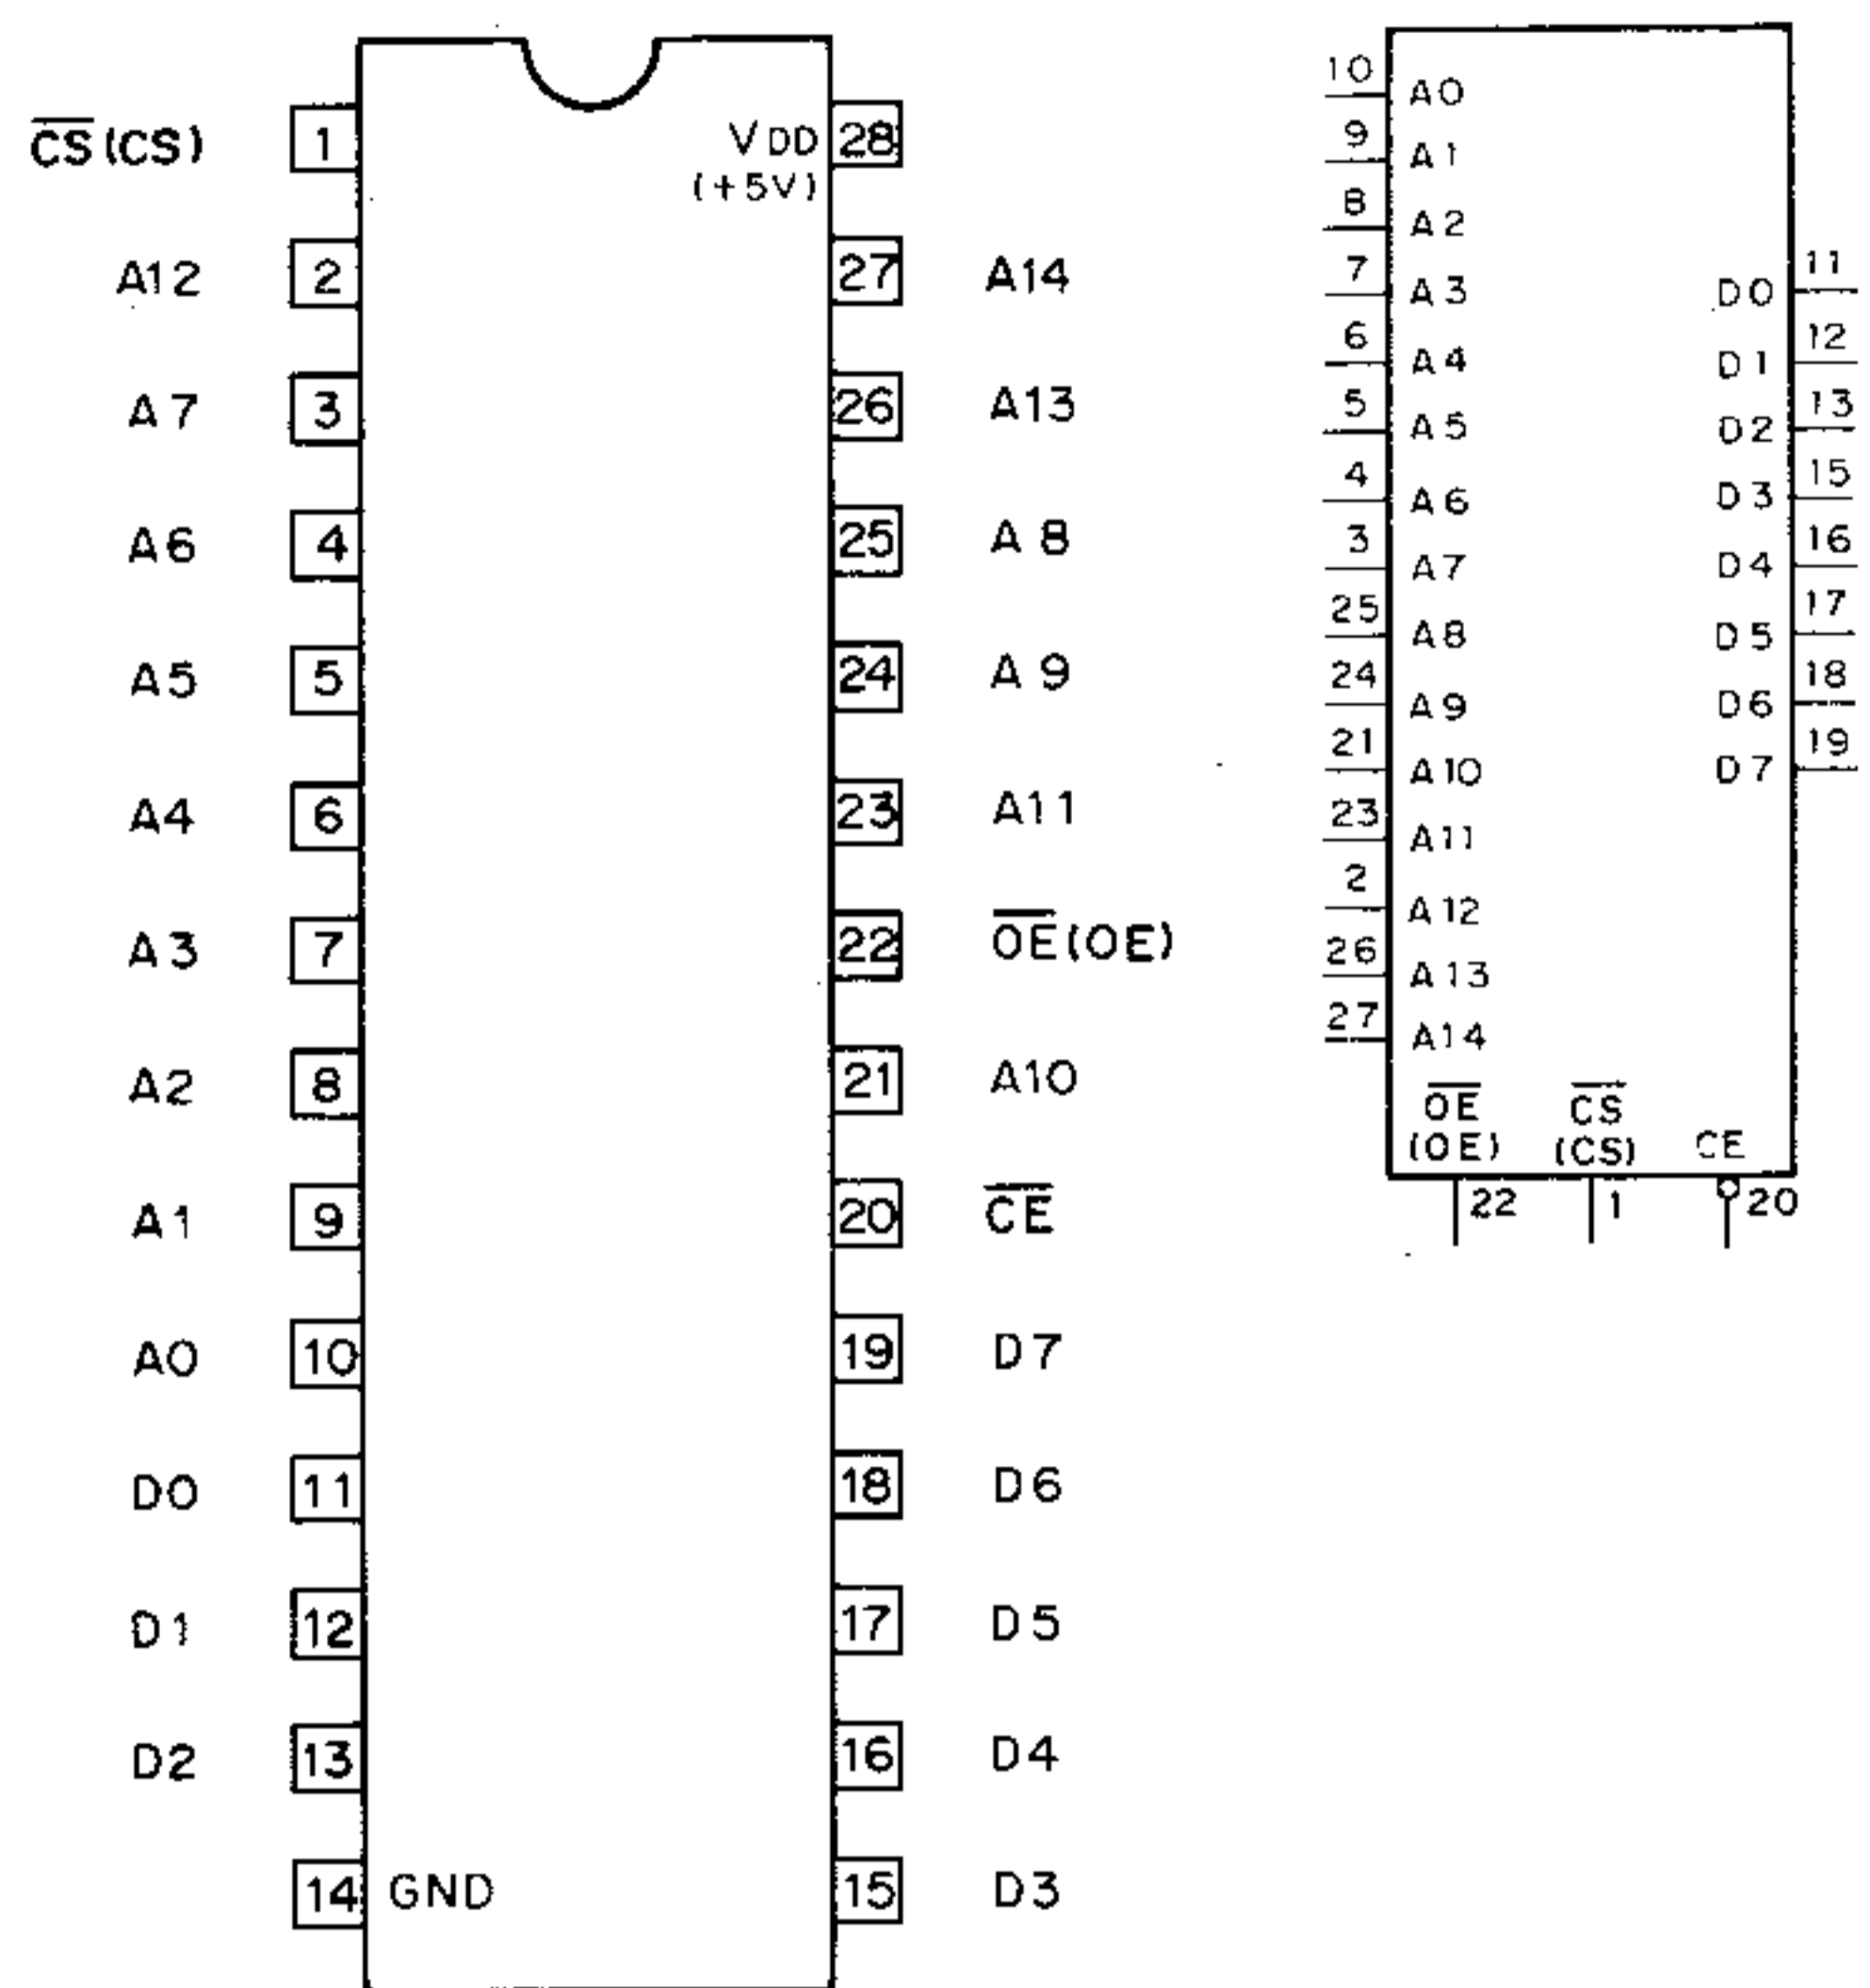 C̅S̅(CS) 1 VDD 28
(+5V)
A12 2 27 A14
A7 3 26 A13
A6 4 25 A8
A5 5 24 A9
A4 6 23 A11
A3 7 22 O̅E̅(OE)
A2 8 21 A10
A1 9 20 C̅E̅
A0 10 19 D7
D0 11 18 D6
D1 12 17 D5
D2 13 16 D4
14 GND 15 D3
10 A0
9 A1
8 A2
7 A3 D0 11
6 A4 D1 12
5 A5 D2 13
4 A6 D3 15
3 A7 D4 16
25 A8 D5 17
24 A9 D6 18
21 A10 D7 19
23 A11
2 A12
26 A13
27 A14
O̅E̅ C̅S̅
(OE) (CS) CE
22 1 20